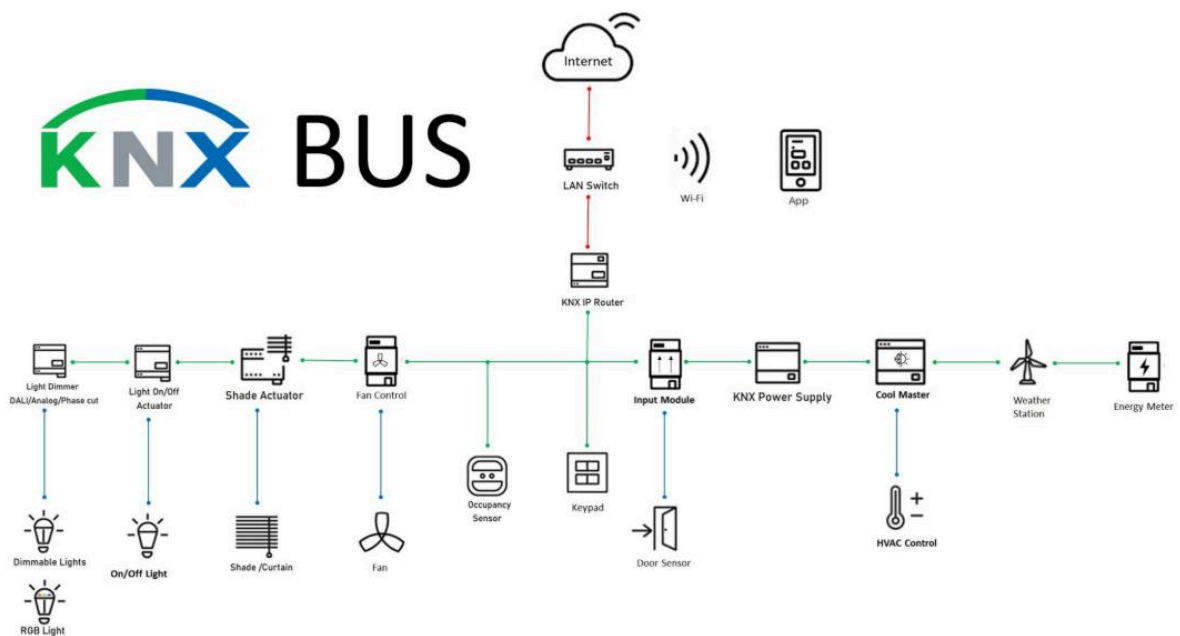 Internet
KNX BUS
LAN Switch
Wi-Fi
App
KNX IP Router
Light Dimmer
DALI/Analog/Phase cut
Light On/Off
Actuator
Shade Actuator
Fan Control
Input Module
KNX Power Supply
Cool Master
Weather
Station
Energy Meter
Occupancy
Sensor
Keypad
Dimmable Lights
On/Off Light
Shade /Curtain
Fan
Door Sensor
HVAC Control
RGB Light